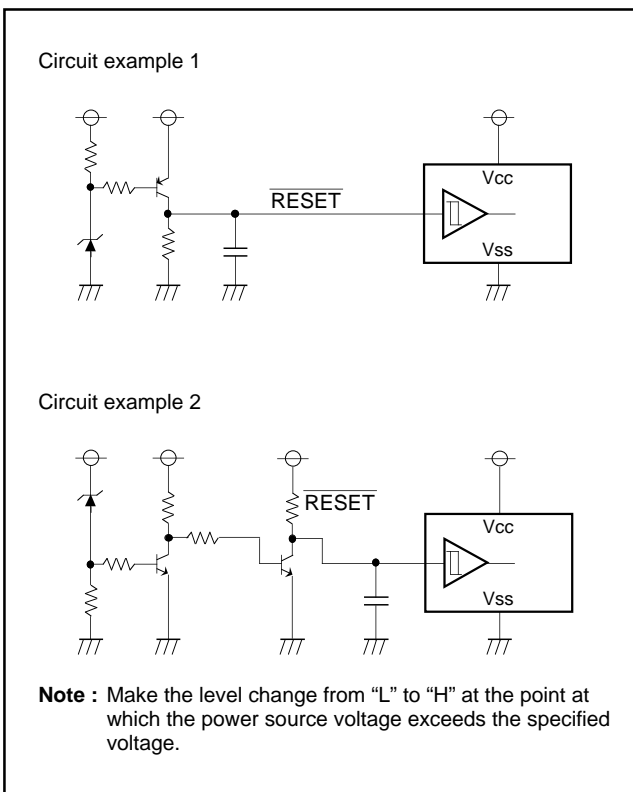 Circuit example 1
RESET
Vcc
Vss
Circuit example 2
RESET
Vcc
Vss
Note : Make the level change from “L” to “H” at the point at
which the power source voltage exceeds the specified
voltage.